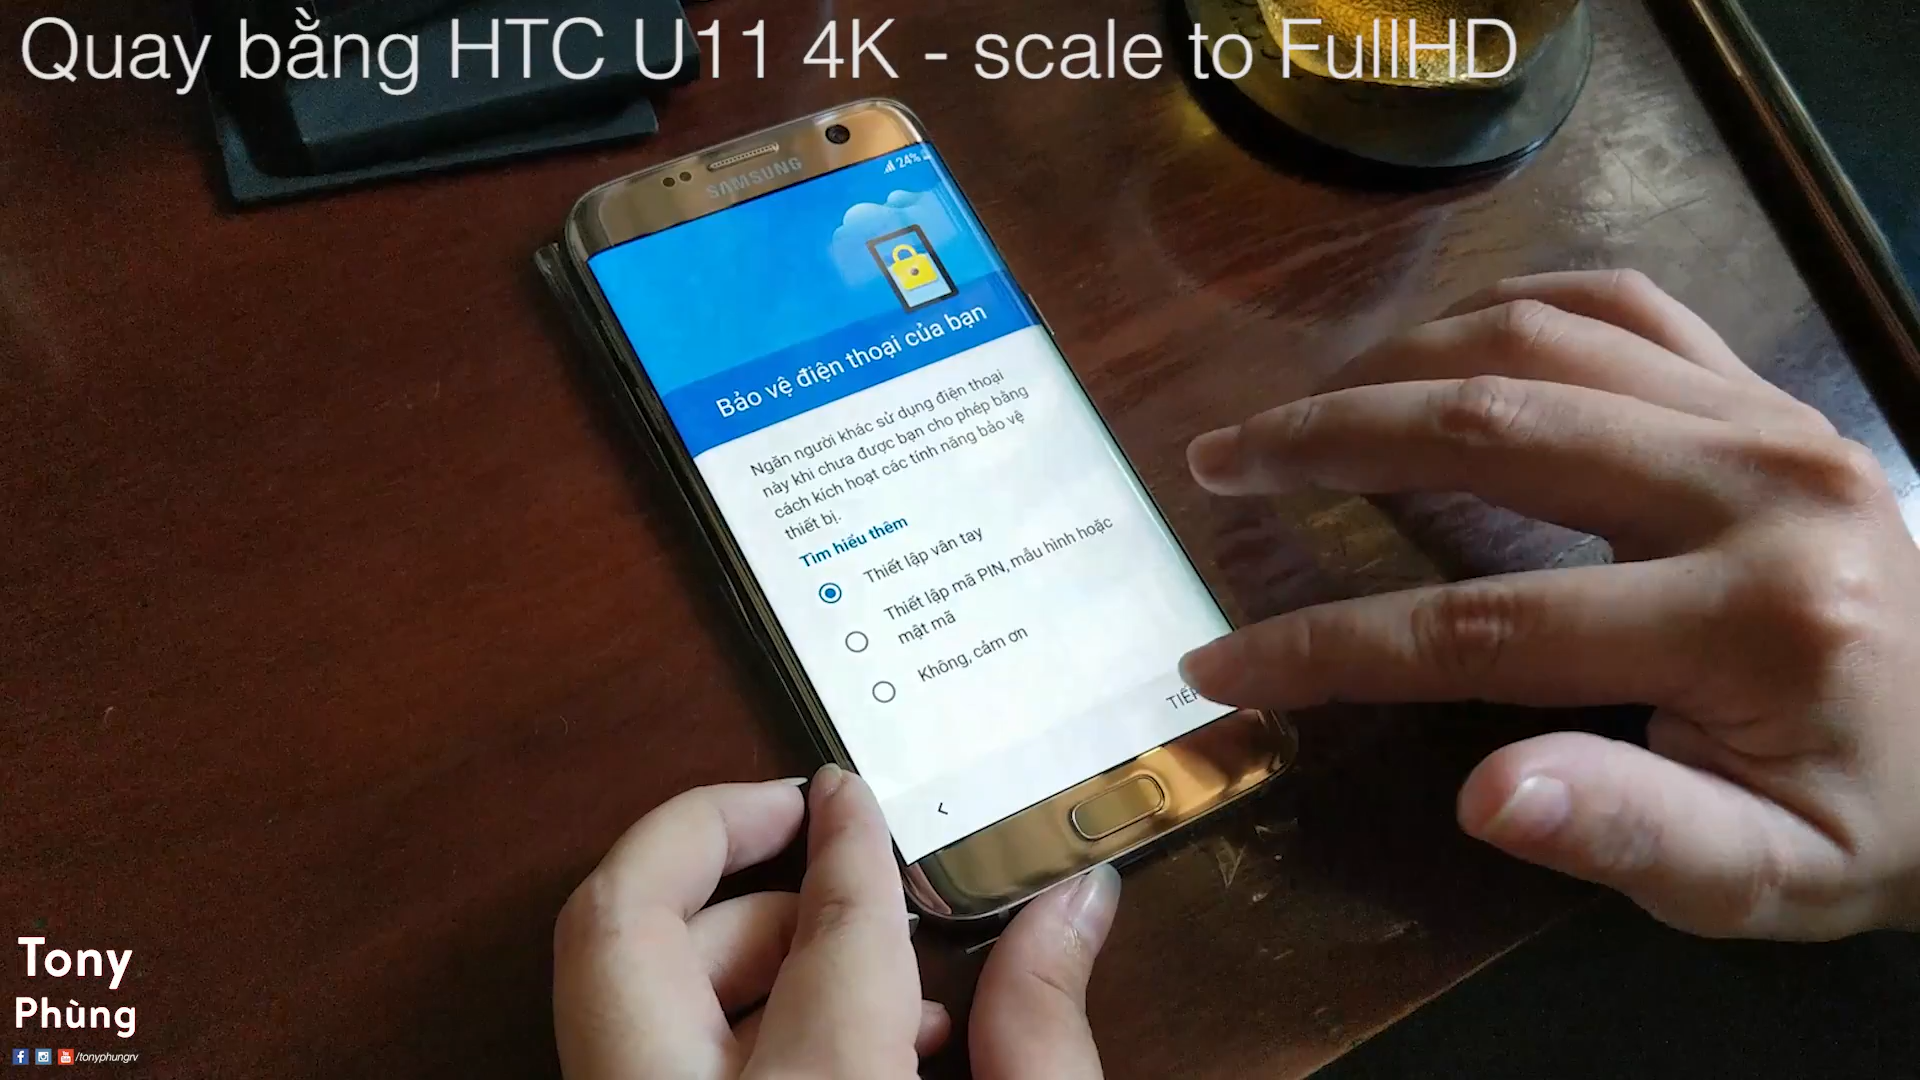 Quay bằng HTC U11 4K - scale to FullHD
SAMSUNG
24%
Bảo vệ điện thoại của bạn
Ngăn người khác sử dụng điện thoại
này khi chưa được bạn cho phép bằng
cách kích hoạt các tính năng bảo vệ
thiết bị.
Tìm hiểu thêm
Thiết lập vân tay
Thiết lập mã PIN, mẫu hình hoặc
mật mã
Không, cảm ơn
TIẾP
Tony
Phùng
/tonyphungrv